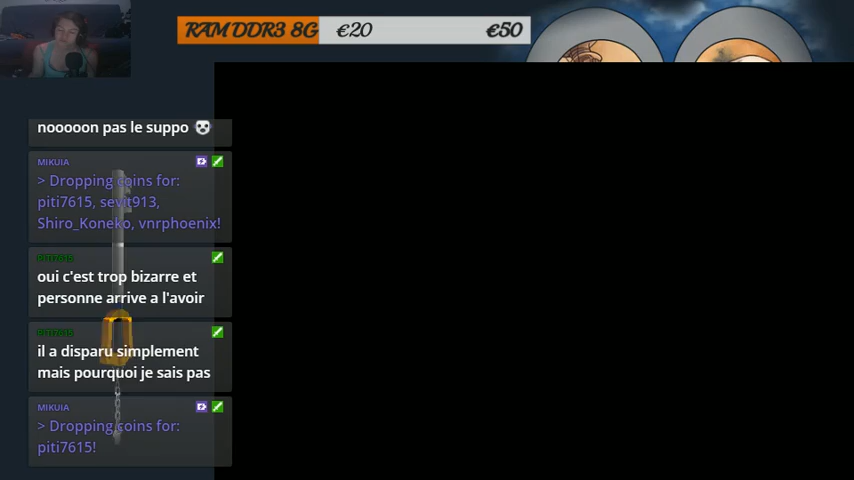 RAM DDR3 8G €20 €50
nooooon pas le suppo
MIKUIA
> Dropping coins for:
piti7615, sevit913,
Shiro_Koneko, vnrphoenix!
PITI7615
oui c'est trop bizarre et
personne arrive a l'avoir
PITI7615
il a disparu simplement
mais pourquoi je sais pas
MIKUIA
> Dropping coins for:
piti7615!